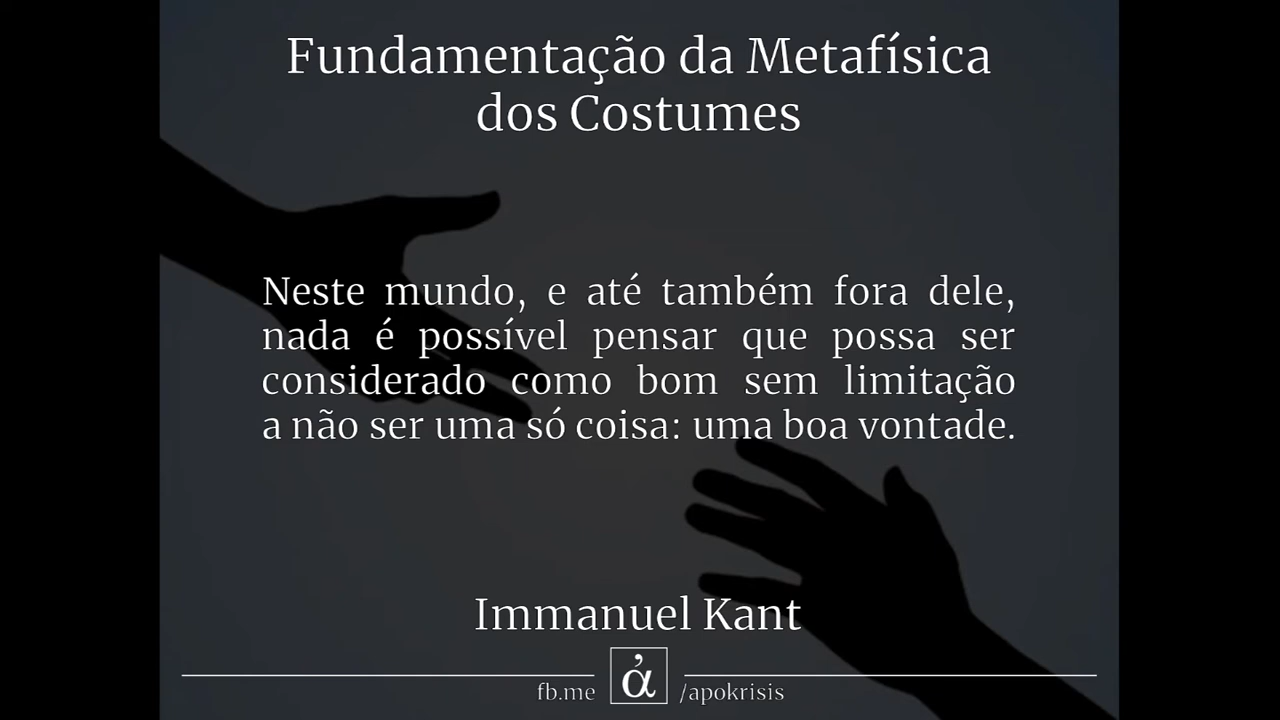 Fundamentação da Metafísica
dos Costumes
Neste mundo, e até também fora dele,
nada é possível pensar que possa ser
considerado como bom sem limitação
a não ser uma só coisa: uma boa vontade.
Immanuel Kant
ἀ
fb.me /apokrisis